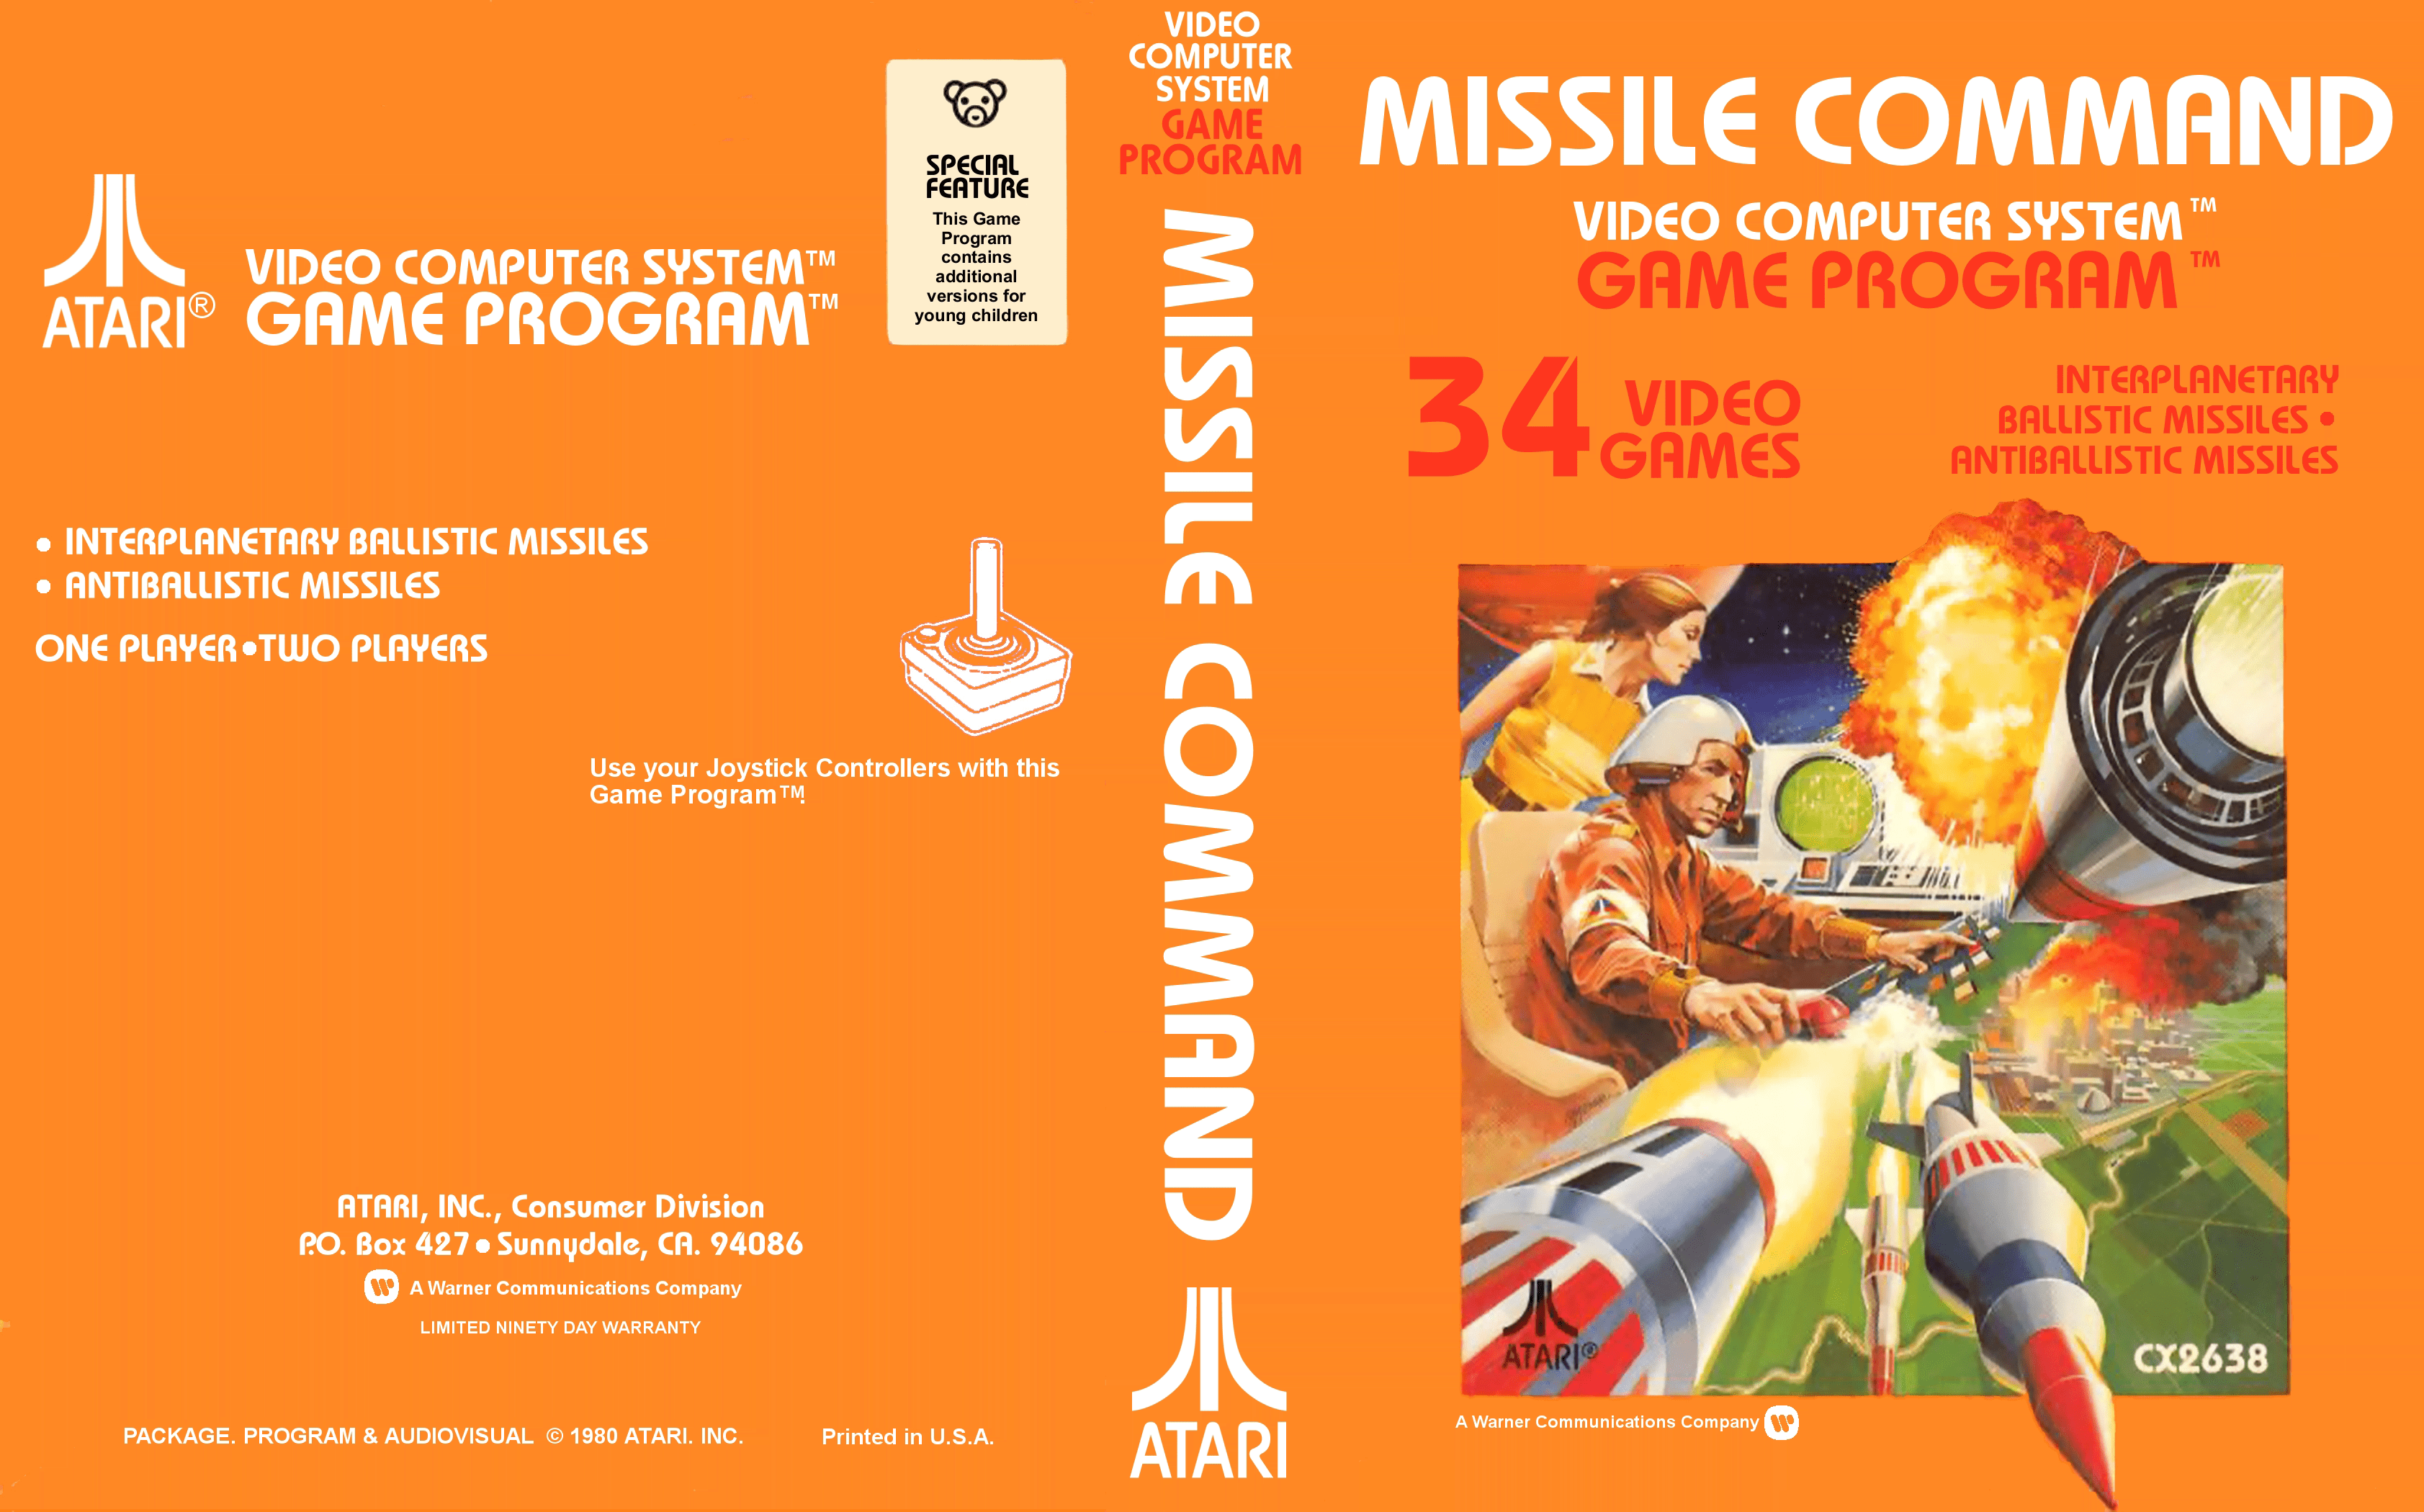 ATARI®
VIDEO COMPUTER SYSTEM™
GAME PROGRAM™
SPECIAL
FEATURE
This Game
Program
contains
additional
versions for
young children
• INTERPLANETARY BALLISTIC MISSILES
• ANTIBALLISTIC MISSILES
ONE PLAYER•TWO PLAYERS
Use your Joystick Controllers with this
Game Program™.
ATARI, INC., Consumer Division
P.O. Box 427 • Sunnydale, CA. 94086
A Warner Communications Company
LIMITED NINETY DAY WARRANTY
PACKAGE. PROGRAM & AUDIOVISUAL © 1980 ATARI. INC.
Printed in U.S.A.
VIDEO
COMPUTER
SYSTEM
GAME
PROGRAM
MISSILE COMMAND
ATARI
MISSILE COMMAND
VIDEO COMPUTER SYSTEM™
GAME PROGRAM™
34 VIDEO
GAMES
INTERPLANETARY
BALLISTIC MISSILES •
ANTIBALLISTIC MISSILES
ATARI®
CX2638
A Warner Communications Company